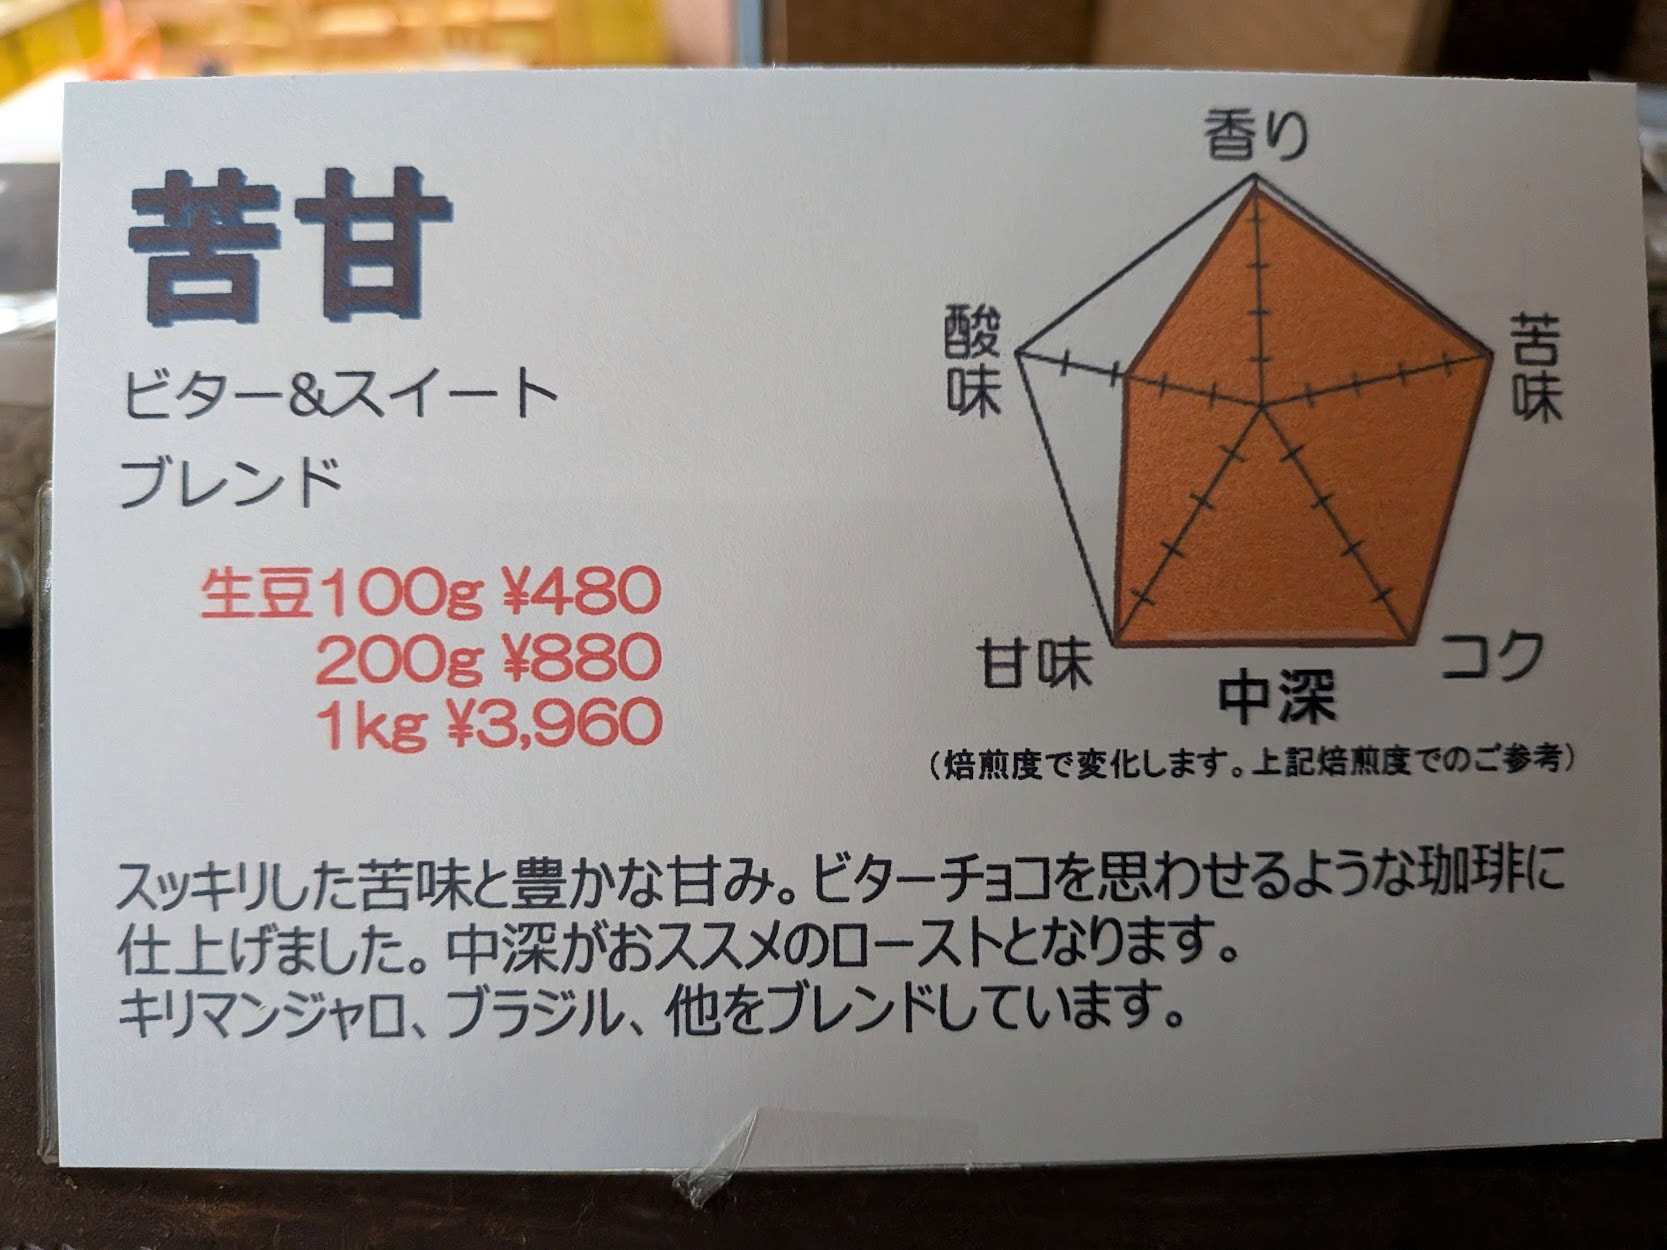 苦甘
ビター&スイート
ブレンド
生豆100g ¥480
200g ¥880
1kg ¥3,960
香り
酸味
苦味
甘味
コク
中深
（焙煎度で変化します。上記焙煎度でのご参考）
スッキリした苦味と豊かな甘み。ビターチョコを思わせるような珈琲に
仕上げました。中深がおススメのローストとなります。
キリマンジャロ、ブラジル、他をブレンドしています。